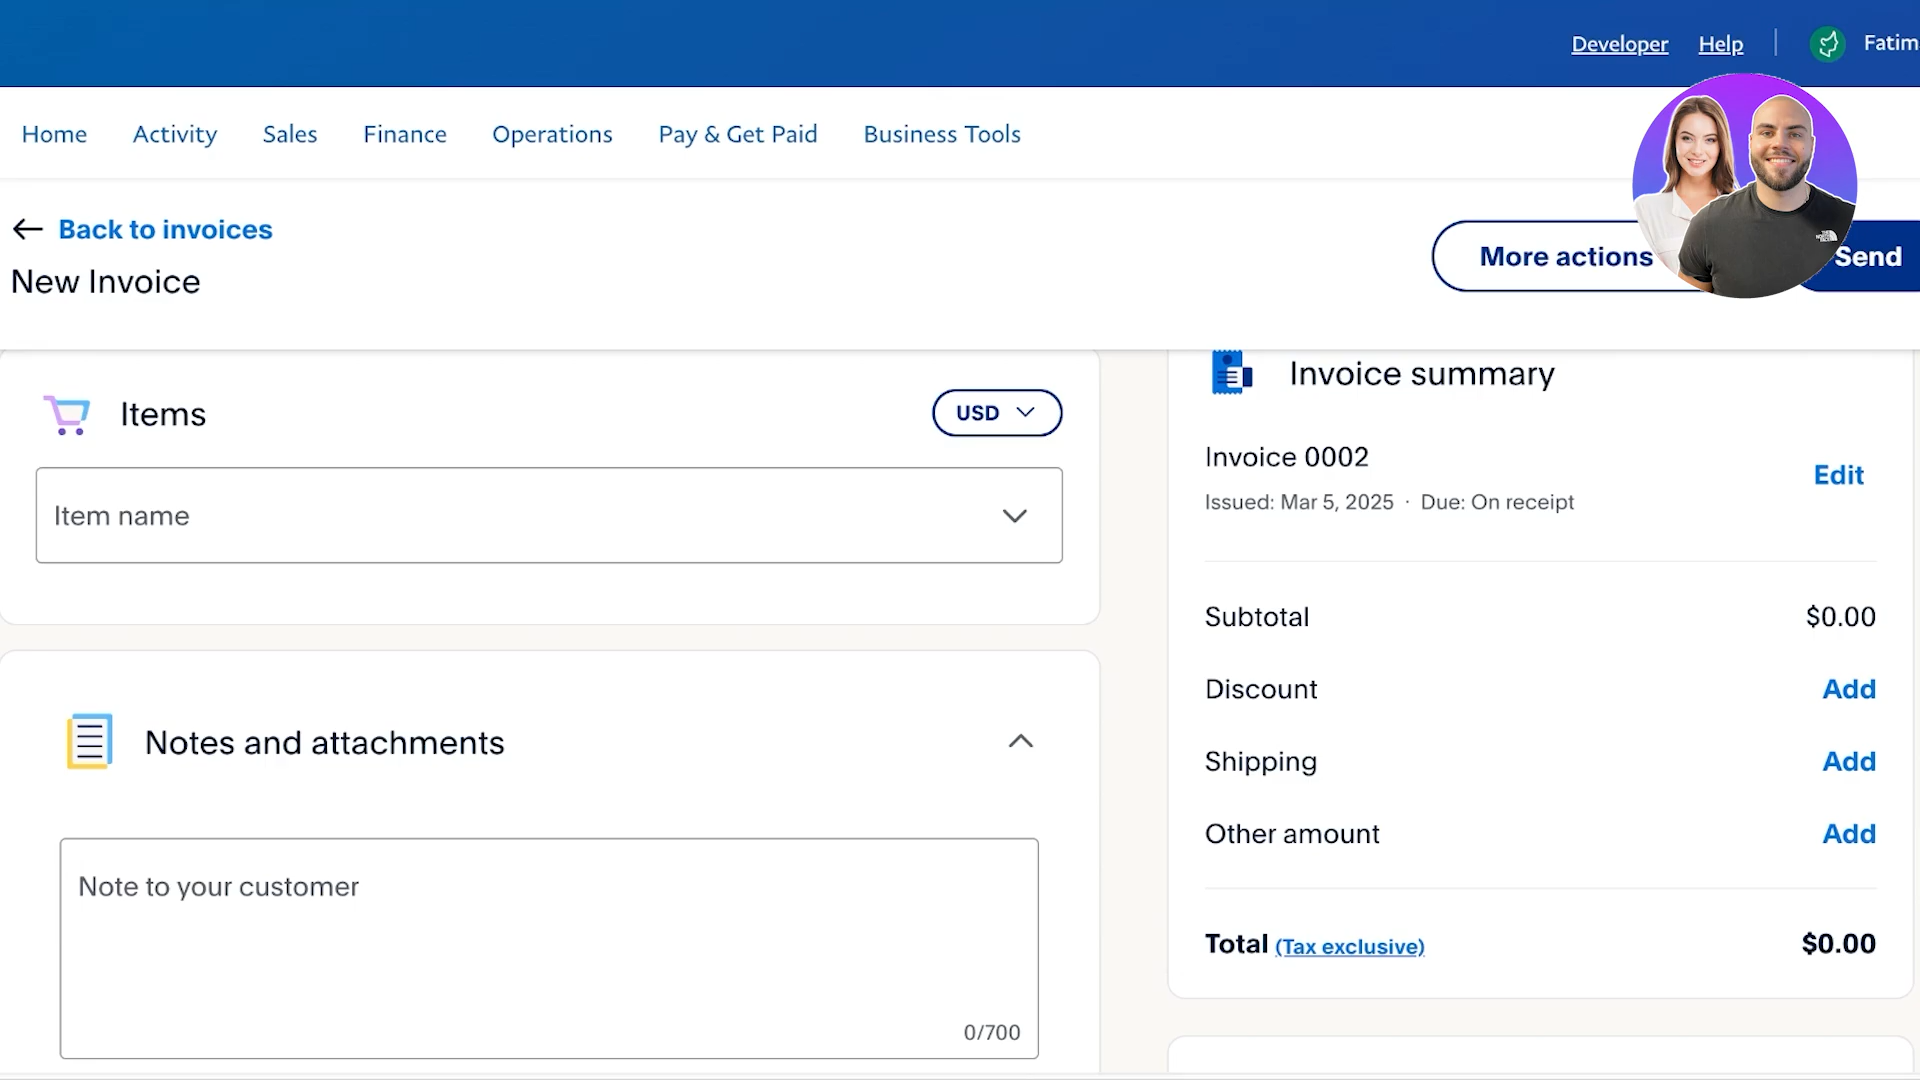 Developer Help Fatim
Home Activity Sales Finance Operations Pay & Get Paid Business Tools
Back to invoices
New Invoice
More actions
Send
Items
USD
Item name
Notes and attachments
Note to your customer
0/700
Invoice summary
Invoice 0002
Edit
Issued: Mar 5, 2025 · Due: On receipt
Subtotal $0.00
Discount Add
Shipping Add
Other amount Add
Total (Tax exclusive) $0.00